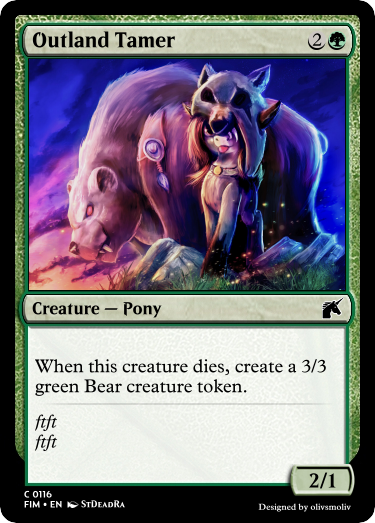 Outland Tamer 2
Creature — Pony
When this creature dies, create a 3/3
green Bear creature token.
ftft
ftft
2/1
C 0116
FIM • EN StDeadRa
Designed by olivsmoliv